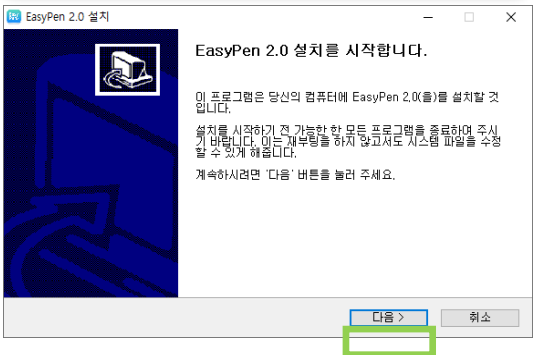 EasyPen 2.0 설치
EasyPen 2.0 설치를 시작합니다.
이 프로그램은 당신의 컴퓨터에 EasyPen 2.0(을)를 설치할 것
입니다.
설치를 시작하기 전 가능한 한 모든 프로그램을 종료하여 주시
기 바랍니다. 이는 재부팅을 하지 않고서도 시스템 파일을 수정
할 수 있게 해줍니다.
계속하시려면 '다음' 버튼을 눌러 주세요.
다음 >
취소